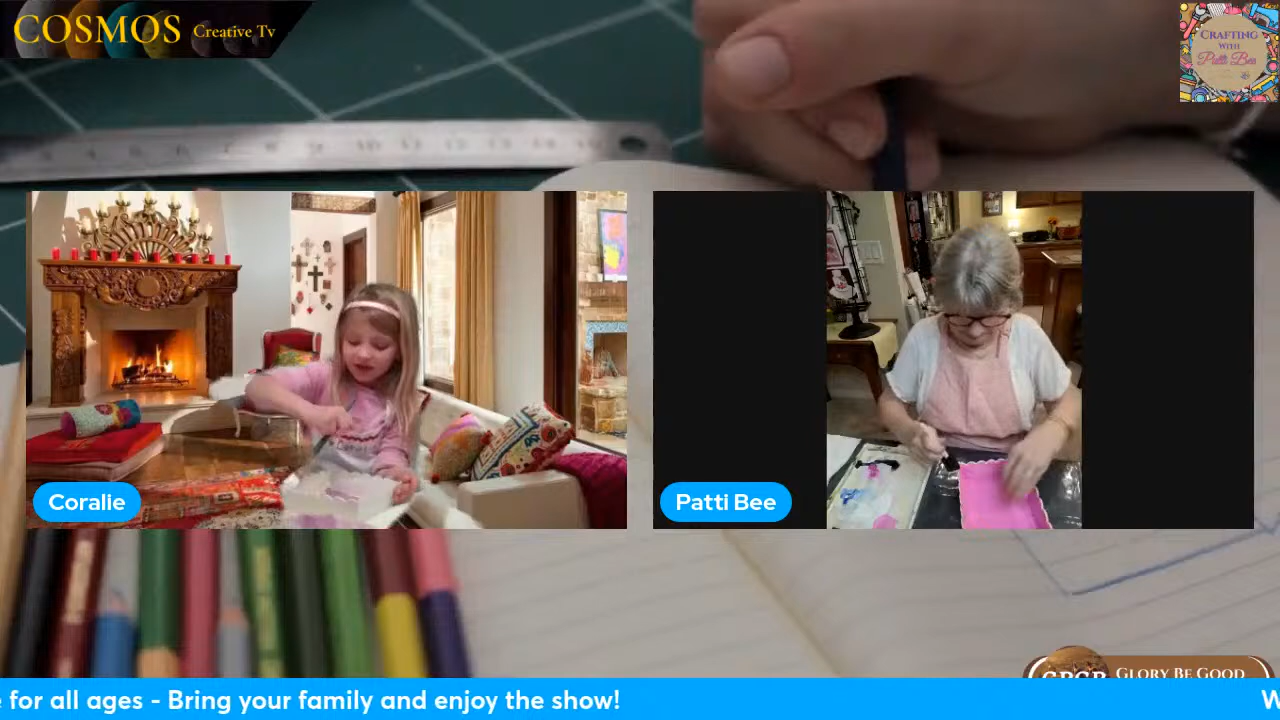 COSMOS Creative Tv
CRAFTING
WITH
Patti Bee
Coralie
Patti Bee
GLORY BE GOOD
e for all ages - Bring your family and enjoy the show!
W